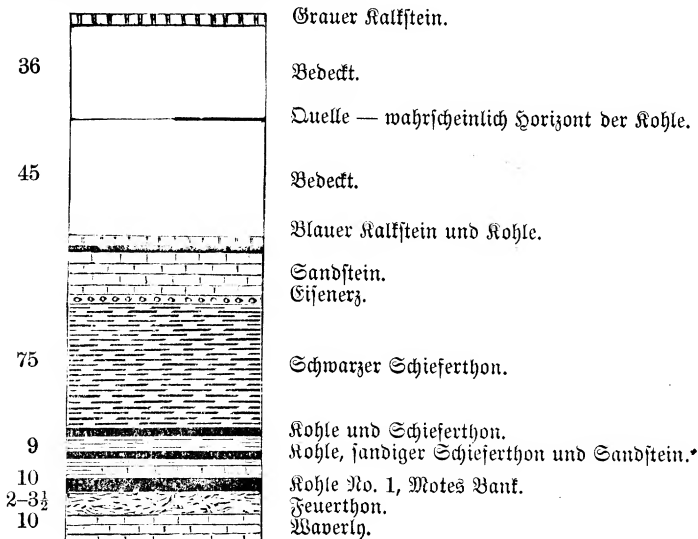 Grauer Kalkstein.
36
Bedeckt.
Quelle — wahrscheinlich Horizont der Kohle.
45
Bedeckt.
Blauer Kalkstein und Kohle.
Sandstein.
Eisenerz.
75
Schwarzer Schieferthon.
Kohle und Schieferthon.
9
Kohle, sandiger Schieferthon und Sandstein.
10
Kohle No. 1, Motes Bank.
2–3½
Feuerthon.
10
Waverly.